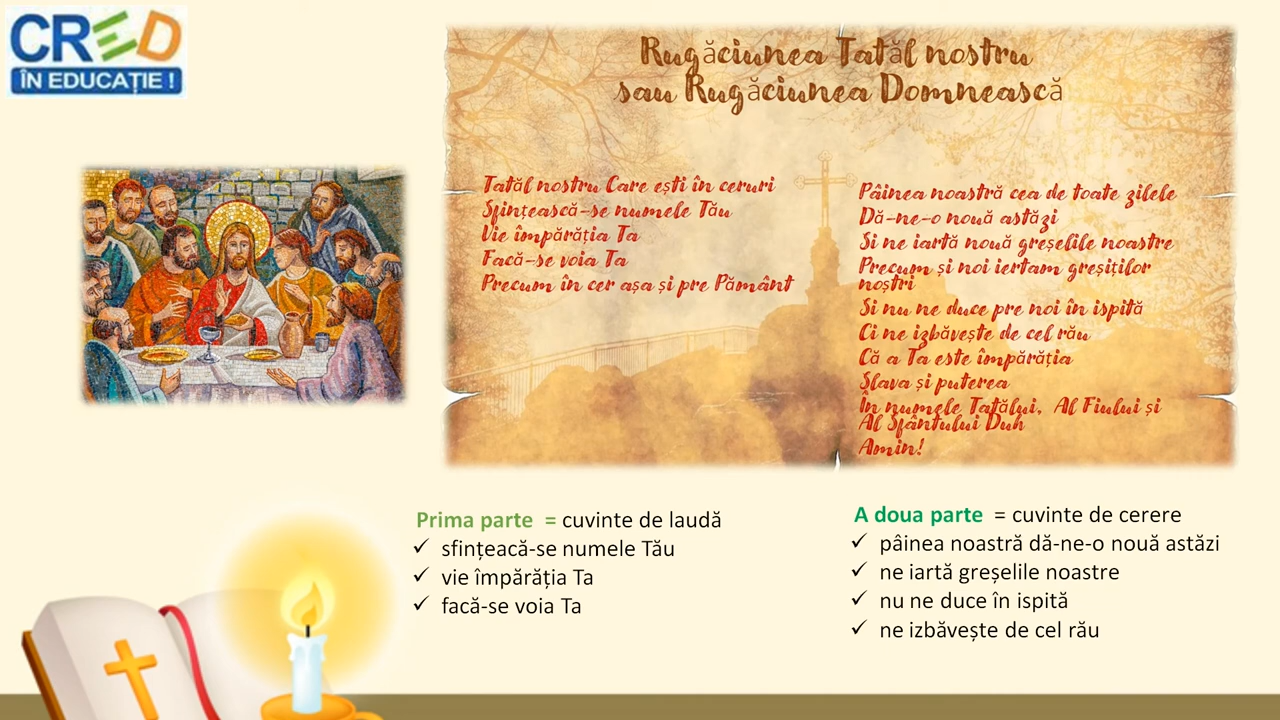 CRED
ÎN EDUCAȚIE !
Rugăciunea Tatăl nostru
sau Rugăciunea Domnească
Tatăl nostru Care ești în ceruri
Sfințească-se numele Tău
Vie împărăția Ta
Facă-se voia Ta
Precum în cer așa și pre Pământ
Pâinea noastră cea de toate zilele
Dă-ne-o nouă astăzi
Si ne iartă nouă greșelile noastre
Precum și noi iertam greșiților
noștri
Si nu ne duce pre noi în ispită
Ci ne izbăvește de cel rău
Că a Ta este împărăția
Slava și puterea
În numele Tatălui, Al Fiului și
Al Sfântului Duh
Amin!
Prima parte = cuvinte de laudă
✓ sfințeacă-se numele Tău
✓ vie împărăția Ta
✓ facă-se voia Ta
A doua parte = cuvinte de cerere
✓ pâinea noastră dă-ne-o nouă astăzi
✓ ne iartă greșelile noastre
✓ nu ne duce în ispită
✓ ne izbăvește de cel rău